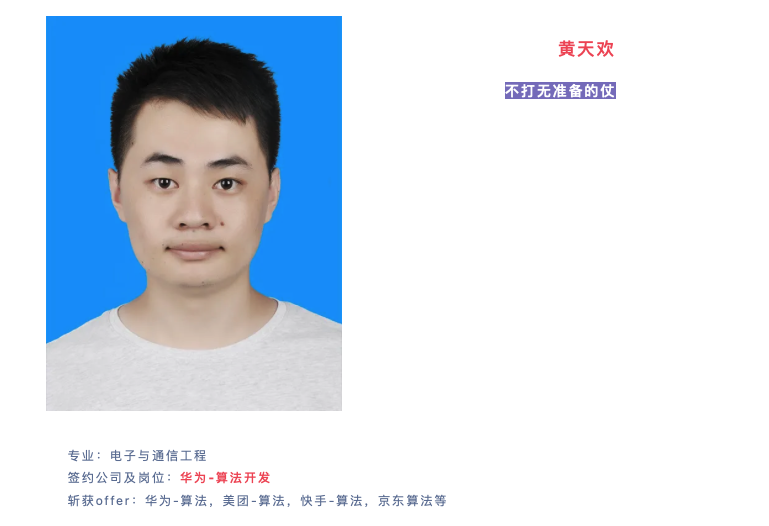 黄天欢
不打无准备的仗
专业：电子与通信工程
签约公司及岗位：华为-算法开发
斩获offer：华为-算法，美团-算法，快手-算法，京东算法等